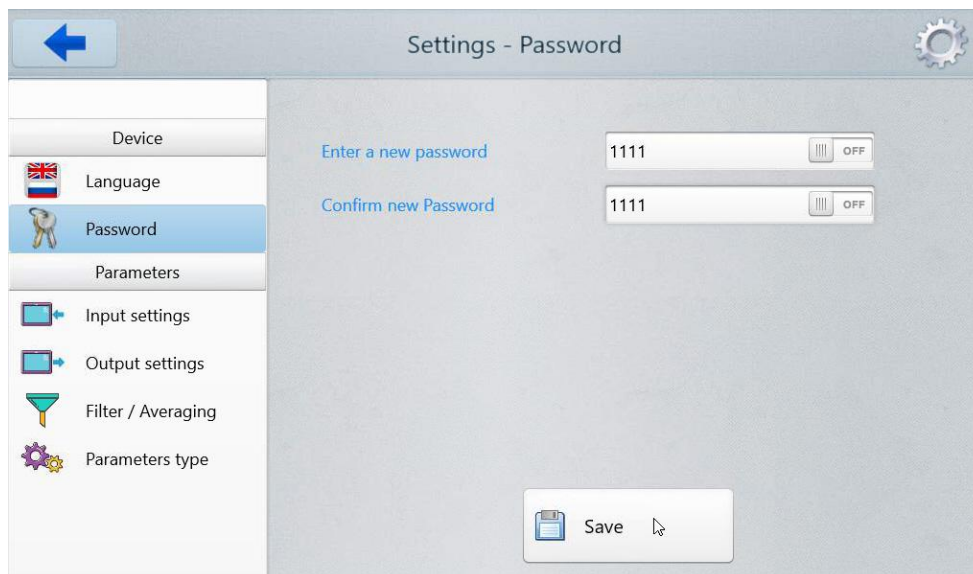 Settings - Password
Device
Language
Password
Parameters
Input settings
Output settings
Filter / Averaging
Parameters type
Enter a new password 1111 OFF
Confirm new Password 1111 OFF
Save